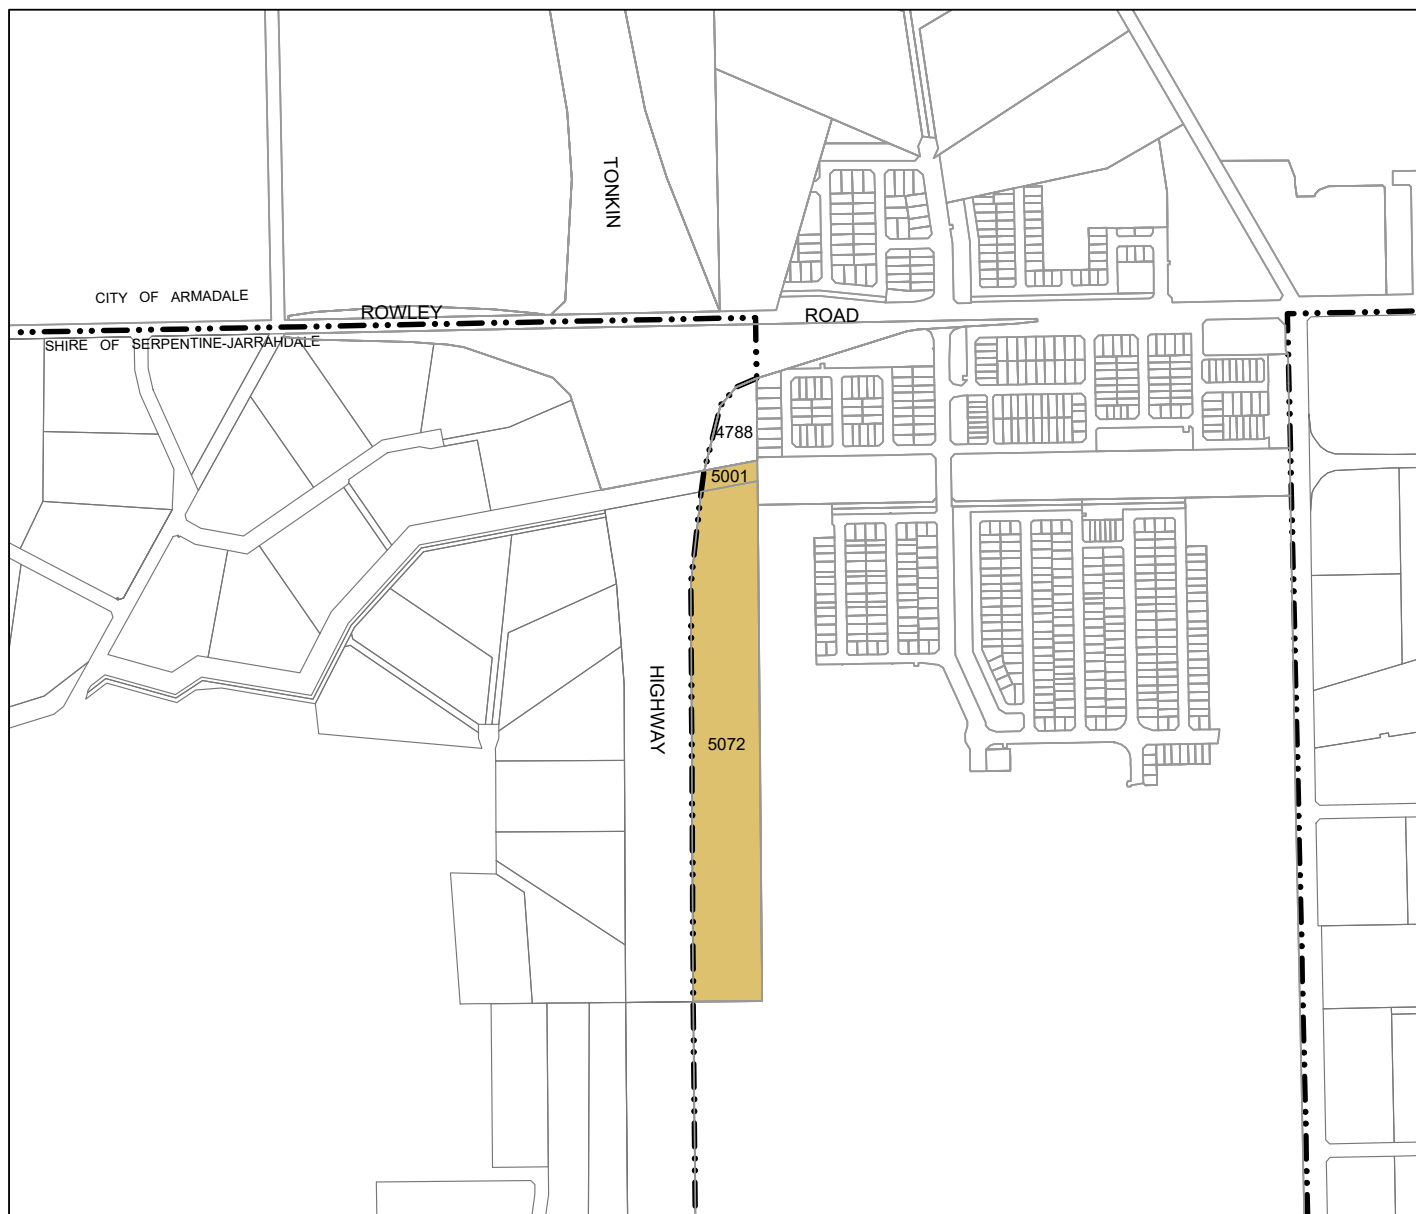 TONKIN
CITY OF ARMADALE
ROWLEY
ROAD
SHIRE OF SERPENTINE-JARRAHDALE
4788
5001
HIGHWAY
5072